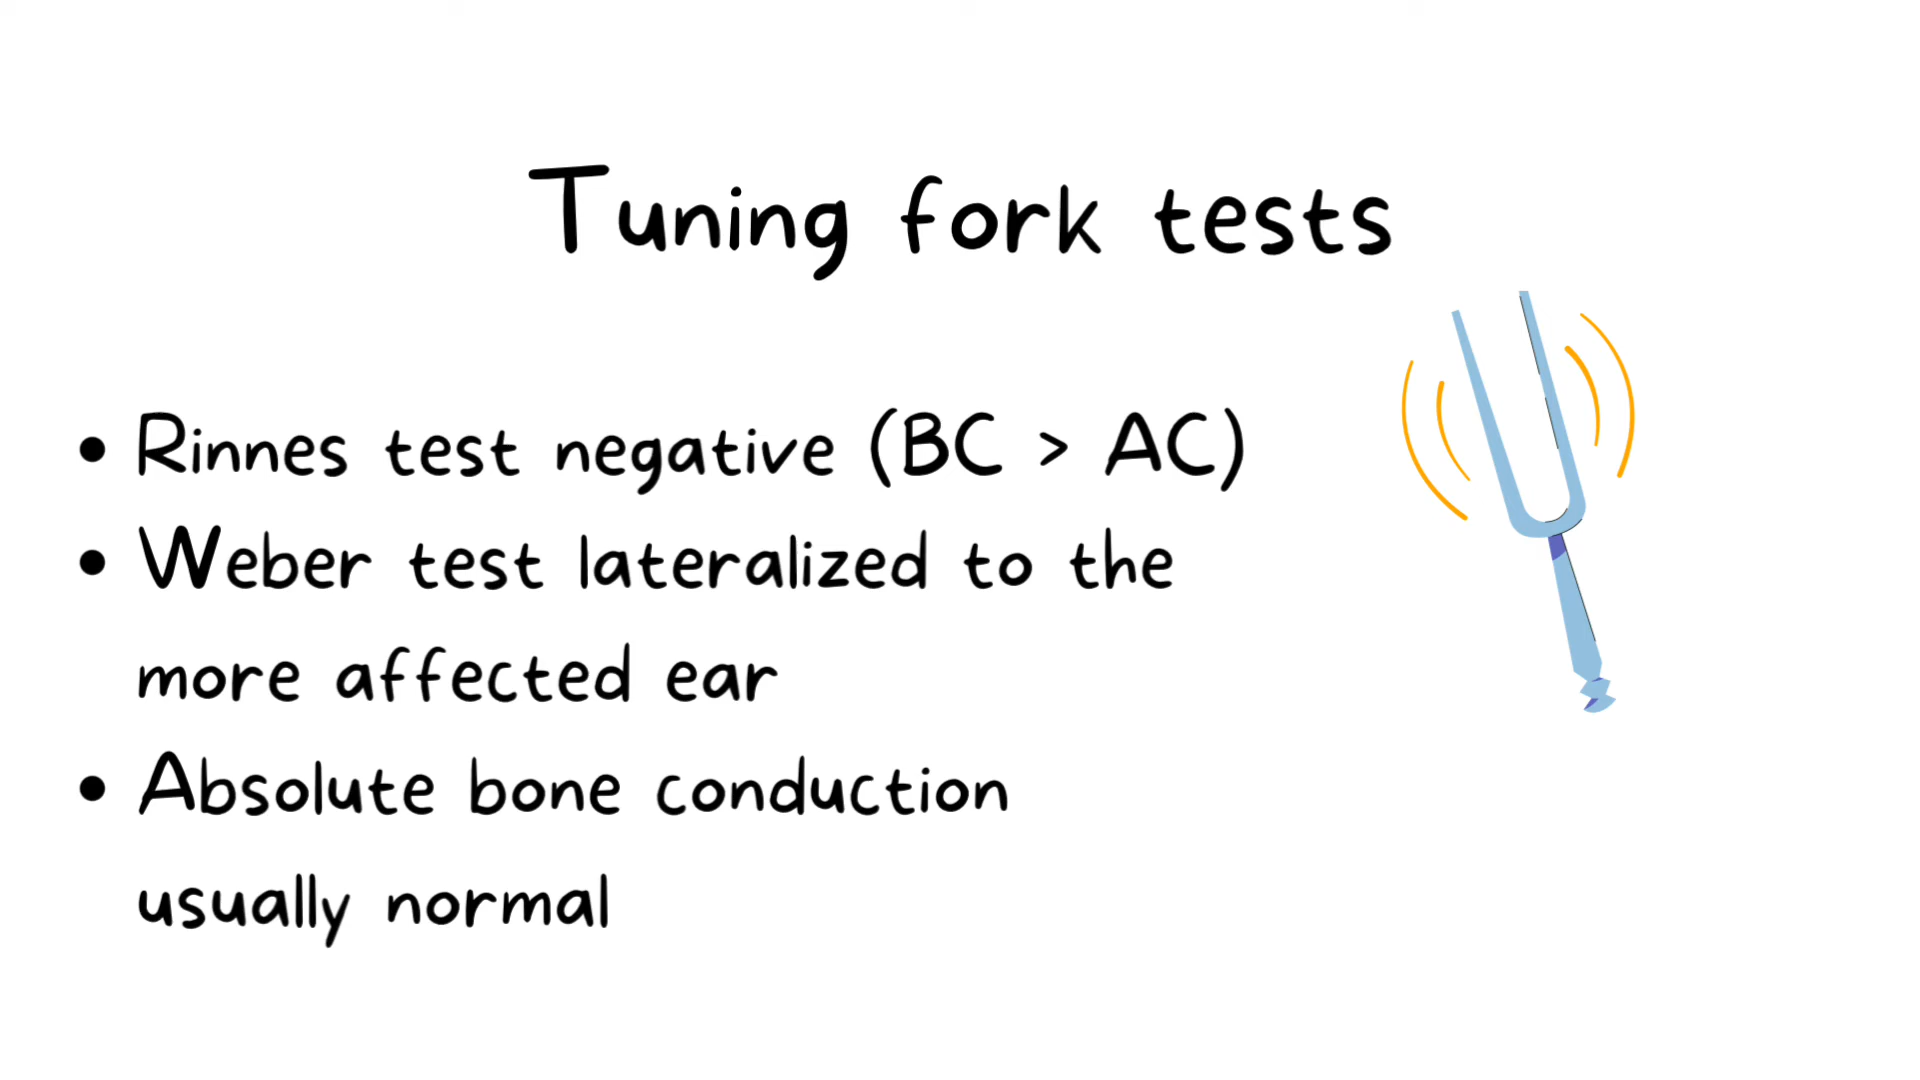 Tuning fork tests
• Rinnes test negative (BC > AC)
• Weber test lateralized to the
more affected ear
• Absolute bone conduction
usually normal